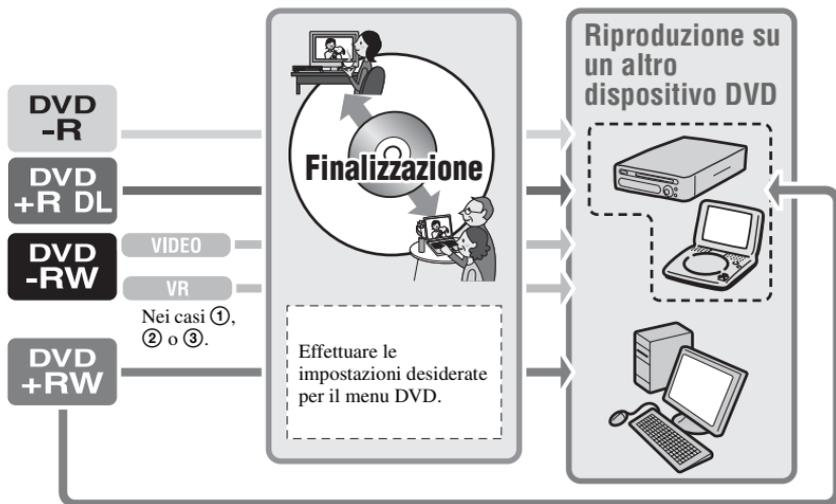 DVD
-R
DVD
+R DL
DVD
-RW
VIDEO
VR
Nei casi ①,
② o ③.
DVD
+RW
Finalizzazione
Effettuare le
impostazioni desiderate
per il menu DVD.
Riproduzione su
un altro
dispositivo DVD